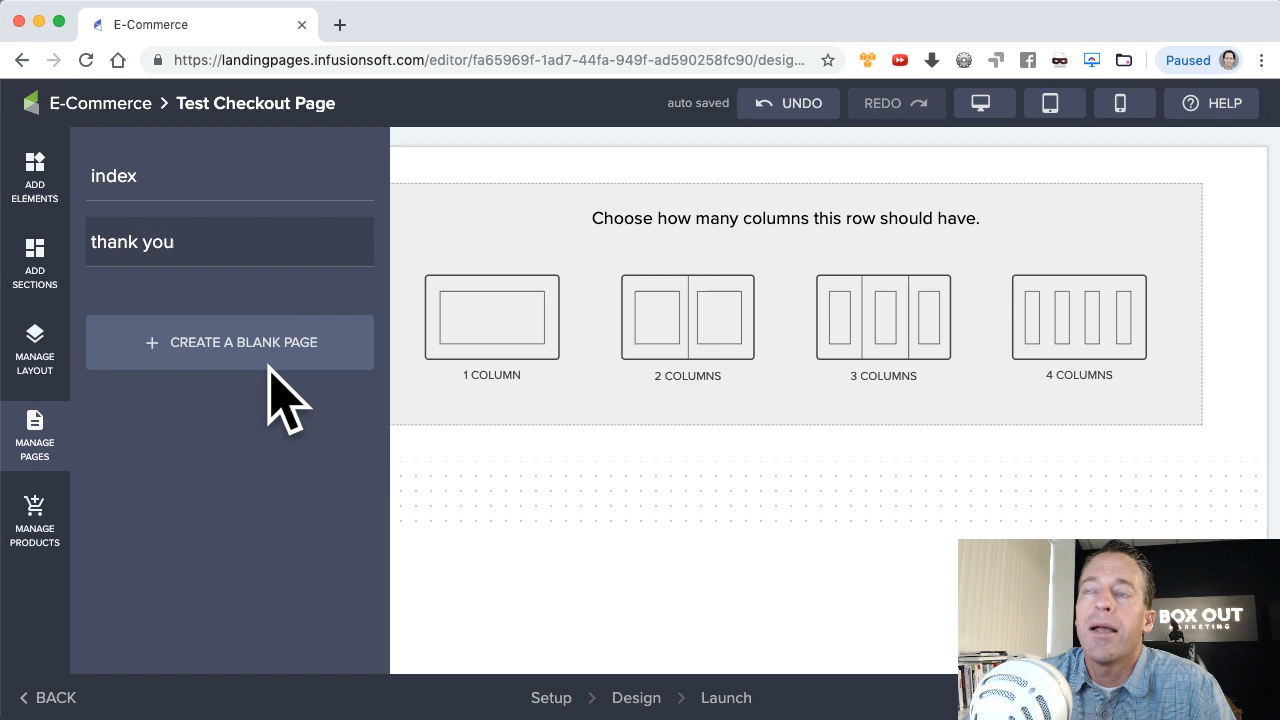 E-Commerce
https://landingpages.infusionsoft.com/editor/fa65969f-1ad7-44fa-949f-ad590258fc90/desig...
Paused
E-Commerce > Test Checkout Page
auto saved
UNDO
REDO
HELP
ADD
ELEMENTS
ADD
SECTIONS
MANAGE
LAYOUT
MANAGE
PAGES
MANAGE
PRODUCTS
index
thank you
+ CREATE A BLANK PAGE
Choose how many columns this row should have.
1 COLUMN
2 COLUMNS
3 COLUMNS
4 COLUMNS
BOX OUT
MARKETING
< BACK
Setup > Design > Launch